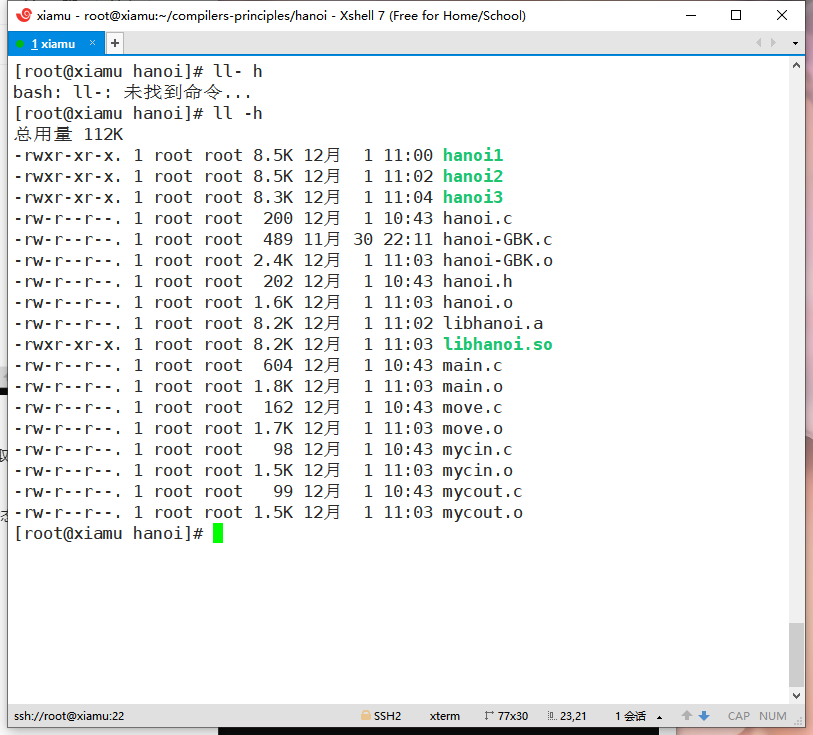 xiamu - root@xiamu:~/compilers-principles/hanoi - Xshell 7 (Free for Home/School)
1 xiamu × +
[root@xiamu hanoi]# ll- h
bash: ll-: 未找到命令...
[root@xiamu hanoi]# ll -h
总用量 112K
-rwxr-xr-x. 1 root root 8.5K 12月  1 11:00 hanoi1
-rwxr-xr-x. 1 root root 8.5K 12月  1 11:02 hanoi2
-rwxr-xr-x. 1 root root 8.3K 12月  1 11:04 hanoi3
-rw-r--r--. 1 root root  200 12月  1 10:43 hanoi.c
-rw-r--r--. 1 root root  489 11月 30 22:11 hanoi-GBK.c
-rw-r--r--. 1 root root 2.4K 12月  1 11:03 hanoi-GBK.o
-rw-r--r--. 1 root root  202 12月  1 10:43 hanoi.h
-rw-r--r--. 1 root root 1.6K 12月  1 11:03 hanoi.o
-rw-r--r--. 1 root root 8.2K 12月  1 11:02 libhanoi.a
-rwxr-xr-x. 1 root root 8.2K 12月  1 11:03 libhanoi.so
-rw-r--r--. 1 root root  604 12月  1 10:43 main.c
-rw-r--r--. 1 root root 1.8K 12月  1 11:03 main.o
-rw-r--r--. 1 root root  162 12月  1 10:43 move.c
-rw-r--r--. 1 root root 1.7K 12月  1 11:03 move.o
-rw-r--r--. 1 root root   98 12月  1 10:43 mycin.c
-rw-r--r--. 1 root root 1.5K 12月  1 11:03 mycin.o
-rw-r--r--. 1 root root   99 12月  1 10:43 mycout.c
-rw-r--r--. 1 root root 1.5K 12月  1 11:03 mycout.o
[root@xiamu hanoi]#
ssh://root@xiamu:22 SSH2 xterm 77x30 23,21 1 会话 CAP NUM